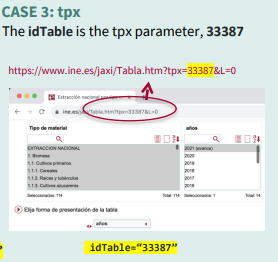 CASE 3: tpx
The idTable is the tpx parameter, 33387
https://www.ine.es/jaxi/Tabla.htm?tpx=33387&L=0
Extracción nacional por tipo
ine.es/jaxi/Tabla.htm?tpx=33387&L=0
Tipo de material
años
EXTRACCION NACIONAL
1. Biomasa
1.1. Cultivos primarios
1.1.1. Cereales
1.1.2. Raíces y tubérculos
1.1.3. Cultivos azucareros
2021 (avance)
2020
2019
2018
2017
2016
Seleccionados: 114
Total: 114
Seleccionados: 1
Total: 14
Elija forma de presentación de la tabla
años
idTable="33387"